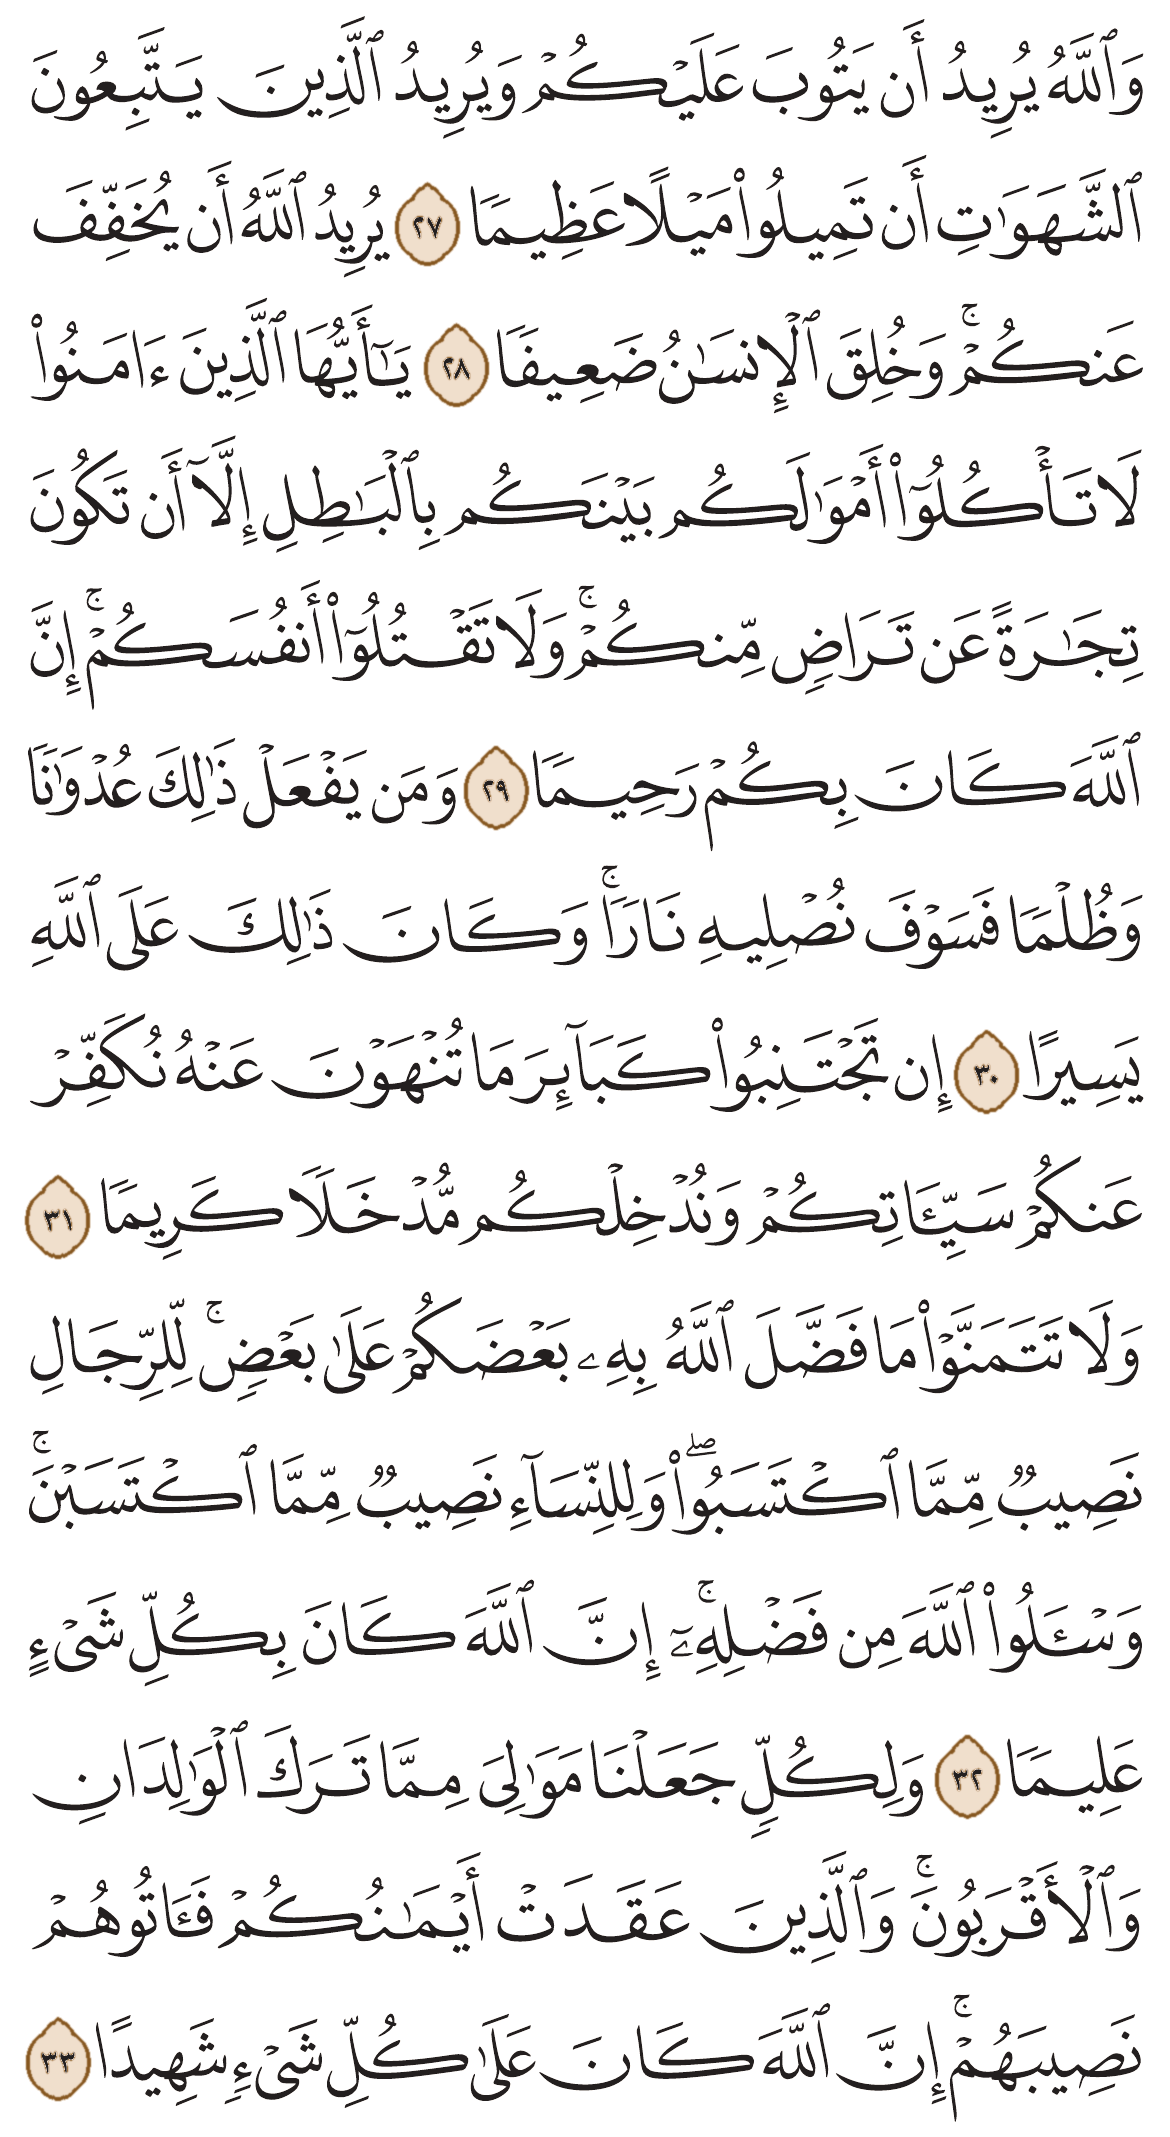 وَٱللَّهُ يُرِيدُ أَن يَتُوبَ عَلَيۡكُمۡ وَيُرِيدُ ٱلَّذِينَ يَتَّبِعُونَ
ٱلشَّهَوَٰتِ أَن تَمِيلُواْ مَيۡلًا عَظِيمٗا ٢٧ يُرِيدُ ٱللَّهُ أَن يُخَفِّفَ
عَنكُمۡۚ وَخُلِقَ ٱلۡإِنسَٰنُ ضَعِيفٗا ٢٨ يَٰٓأَيُّهَا ٱلَّذِينَ ءَامَنُواْ
لَا تَأۡكُلُوٓاْ أَمۡوَٰلَكُم بَيۡنَكُم بِٱلۡبَٰطِلِ إِلَّآ أَن تَكُونَ
تِجَٰرَةً عَن تَرَاضٖ مِّنكُمۡۚ وَلَا تَقۡتُلُوٓاْ أَنفُسَكُمۡۚ إِنَّ
ٱللَّهَ كَانَ بِكُمۡ رَحِيمٗا ٢٩ وَمَن يَفۡعَلۡ ذَٰلِكَ عُدۡوَٰنٗا
وَظُلۡمٗا فَسَوۡفَ نُصۡلِيهِ نَارٗاۚ وَكَانَ ذَٰلِكَ عَلَى ٱللَّهِ
يَسِيرًا ٣٠ إِن تَجۡتَنِبُواْ كَبَآئِرَ مَا تُنۡهَوۡنَ عَنۡهُ نُكَفِّرۡ
عَنكُمۡ سَيِّـَٔاتِكُمۡ وَنُدۡخِلۡكُم مُّدۡخَلٗا كَرِيمٗا ٣١
وَلَا تَتَمَنَّوۡاْ مَا فَضَّلَ ٱللَّهُ بِهِۦ بَعۡضَكُمۡ عَلَىٰ بَعۡضٖۚ لِّلرِّجَالِ
نَصِيبٞ مِّمَّا ٱكۡتَسَبُواْۖ وَلِلنِّسَآءِ نَصِيبٞ مِّمَّا ٱكۡتَسَبۡنَۚ
وَسۡـَٔلُواْ ٱللَّهَ مِن فَضۡلِهِۦٓۚ إِنَّ ٱللَّهَ كَانَ بِكُلِّ شَيۡءٍ
عَلِيمٗا ٣٢ وَلِكُلّٖ جَعَلۡنَا مَوَٰلِيَ مِمَّا تَرَكَ ٱلۡوَٰلِدَانِ
وَٱلۡأَقۡرَبُونَۚ وَٱلَّذِينَ عَقَدَتۡ أَيۡمَٰنُكُمۡ فَـَٔاتُوهُمۡ
نَصِيبَهُمۡۚ إِنَّ ٱللَّهَ كَانَ عَلَىٰ كُلِّ شَيۡءٖ شَهِيدًا ٣٣